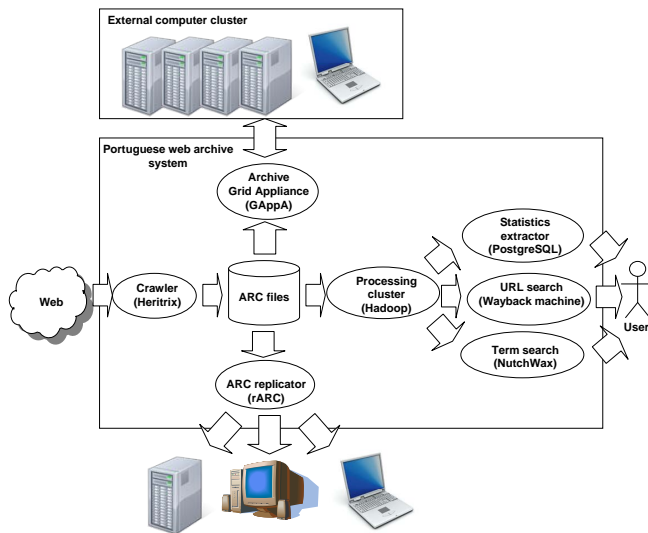 External computer cluster
Portuguese web archive
system
Archive
Grid Appliance
(GAppA)
Statistics
extractor
(PostgreSQL)
Web
Crawler
(Heritrix)
ARC files
Processing
cluster
(Hadoop)
URL search
(Wayback machine)
User
Term search
(NutchWax)
ARC replicator
(rARC)